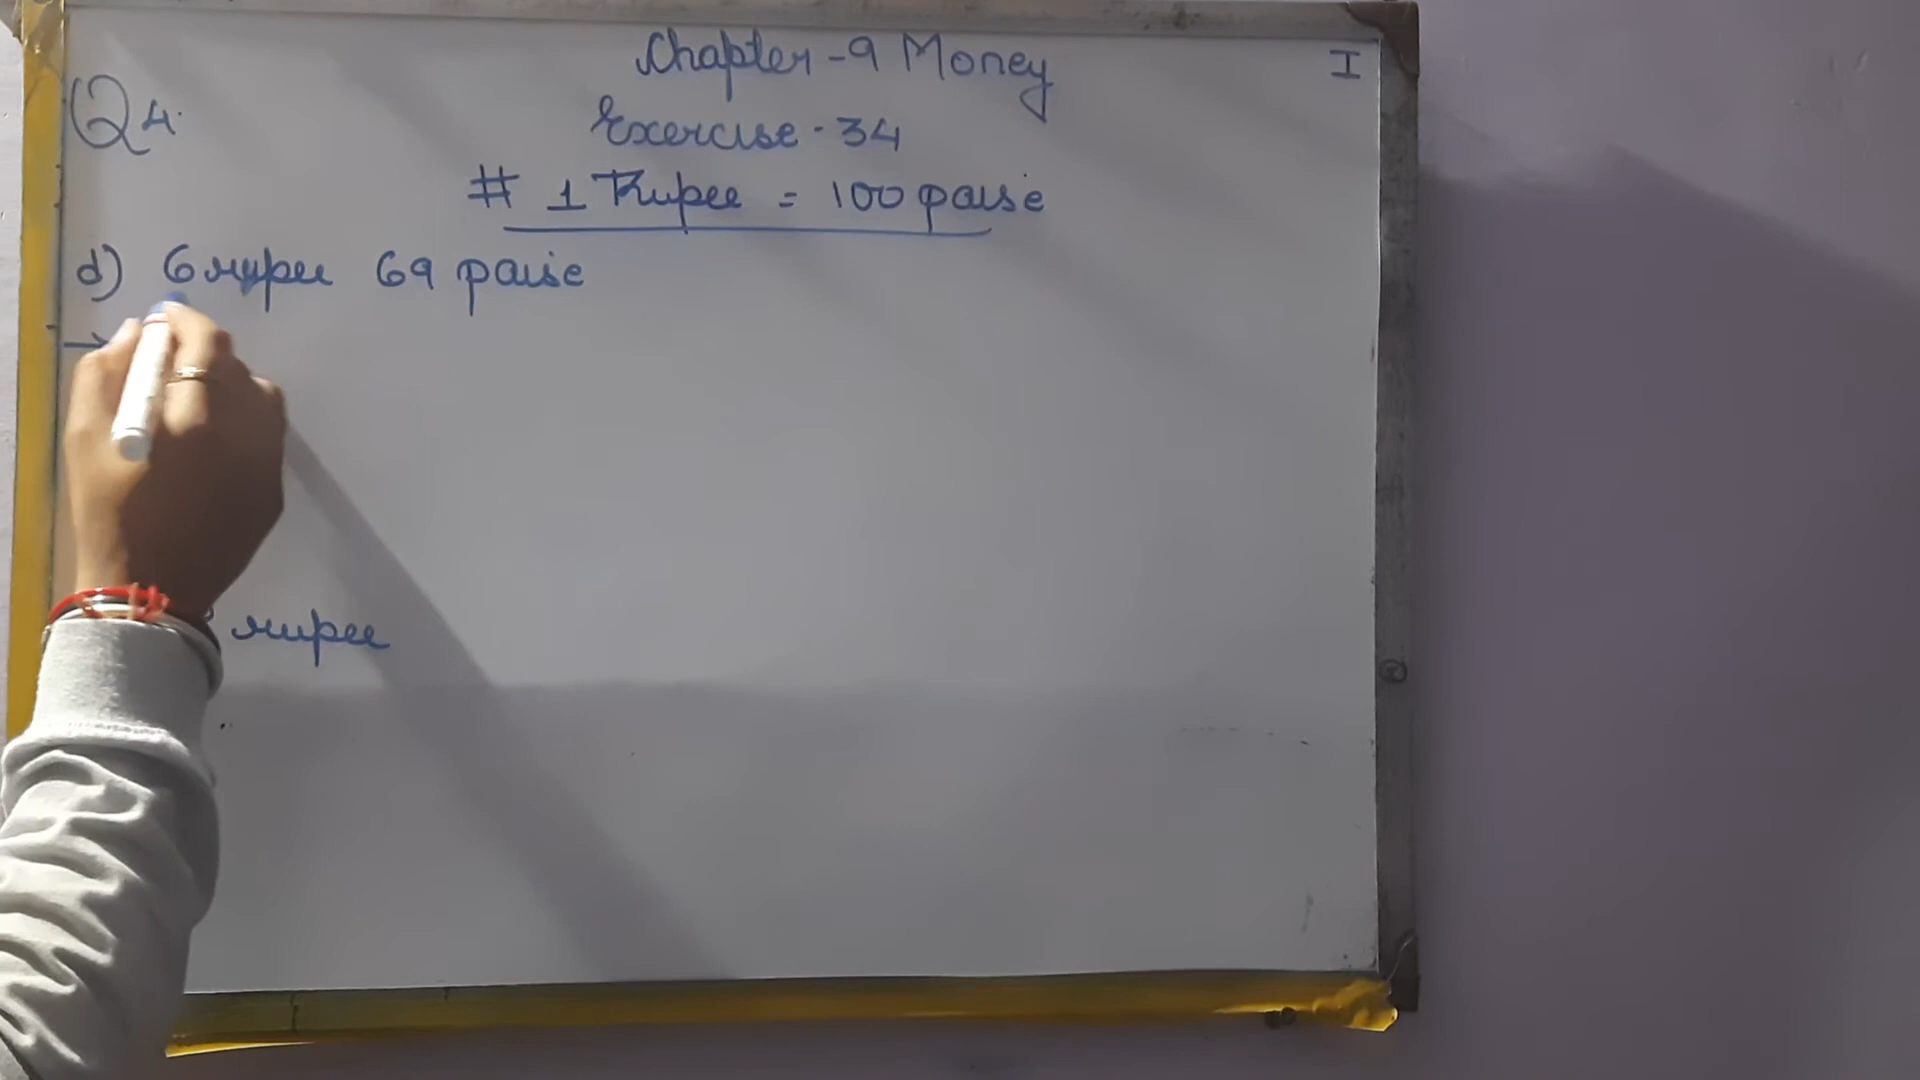 Chapter-9 Money
I
Q4.
Exercise-34
# 1 Rupee = 100 paise
d) 6 rupee 69 paise
→
rupee